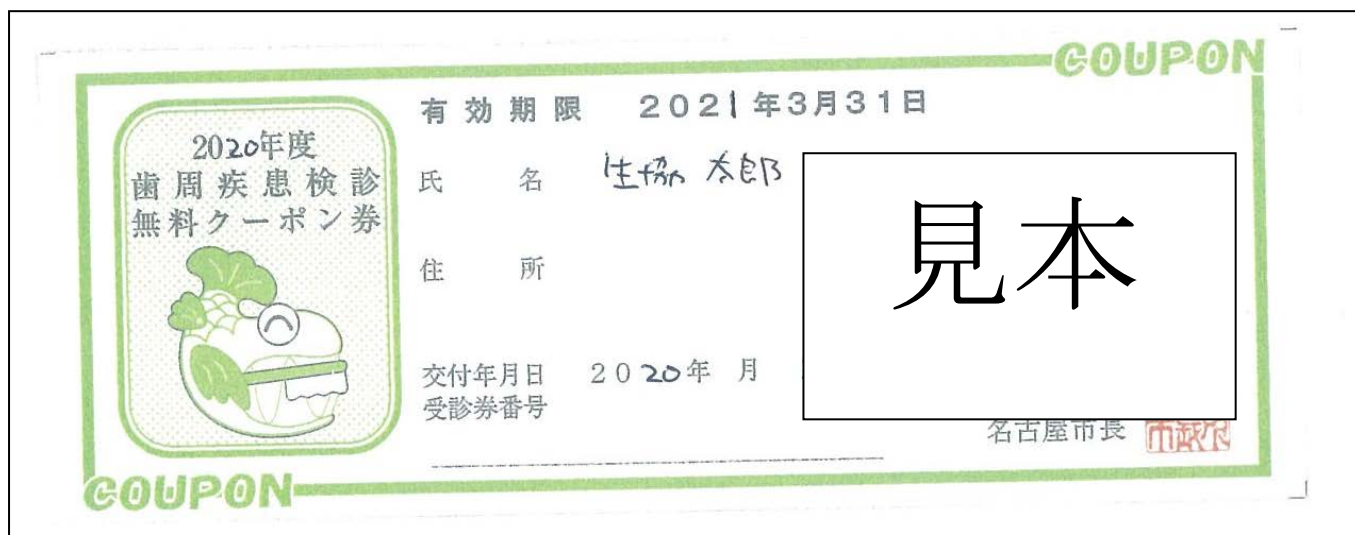 COUPON
有効期限 2021年3月31日
2020年度
歯周疾患検診
無料クーポン券
氏 名 生協 太郎
住 所
見本
交付年月日 2020年 月
受診券番号
名古屋市長
COUPON